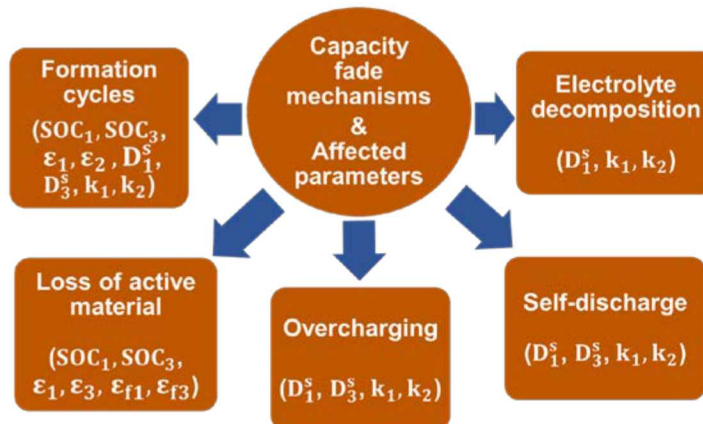 Capacity
fade
mechanisms
&
Affected
parameters
Formation
cycles
(SOC₁, SOC₃,
ε₁, ε₂, D₁ˢ,
D₃ˢ, k₁, k₂)
Electrolyte
decomposition
(D₁ˢ, k₁, k₂)
Loss of active
material
(SOC₁, SOC₃,
ε₁, ε₃, ε_f1, ε_f3)
Overcharging
(D₁ˢ, D₃ˢ, k₁, k₂)
Self-discharge
(D₁ˢ, D₃ˢ, k₁, k₂)